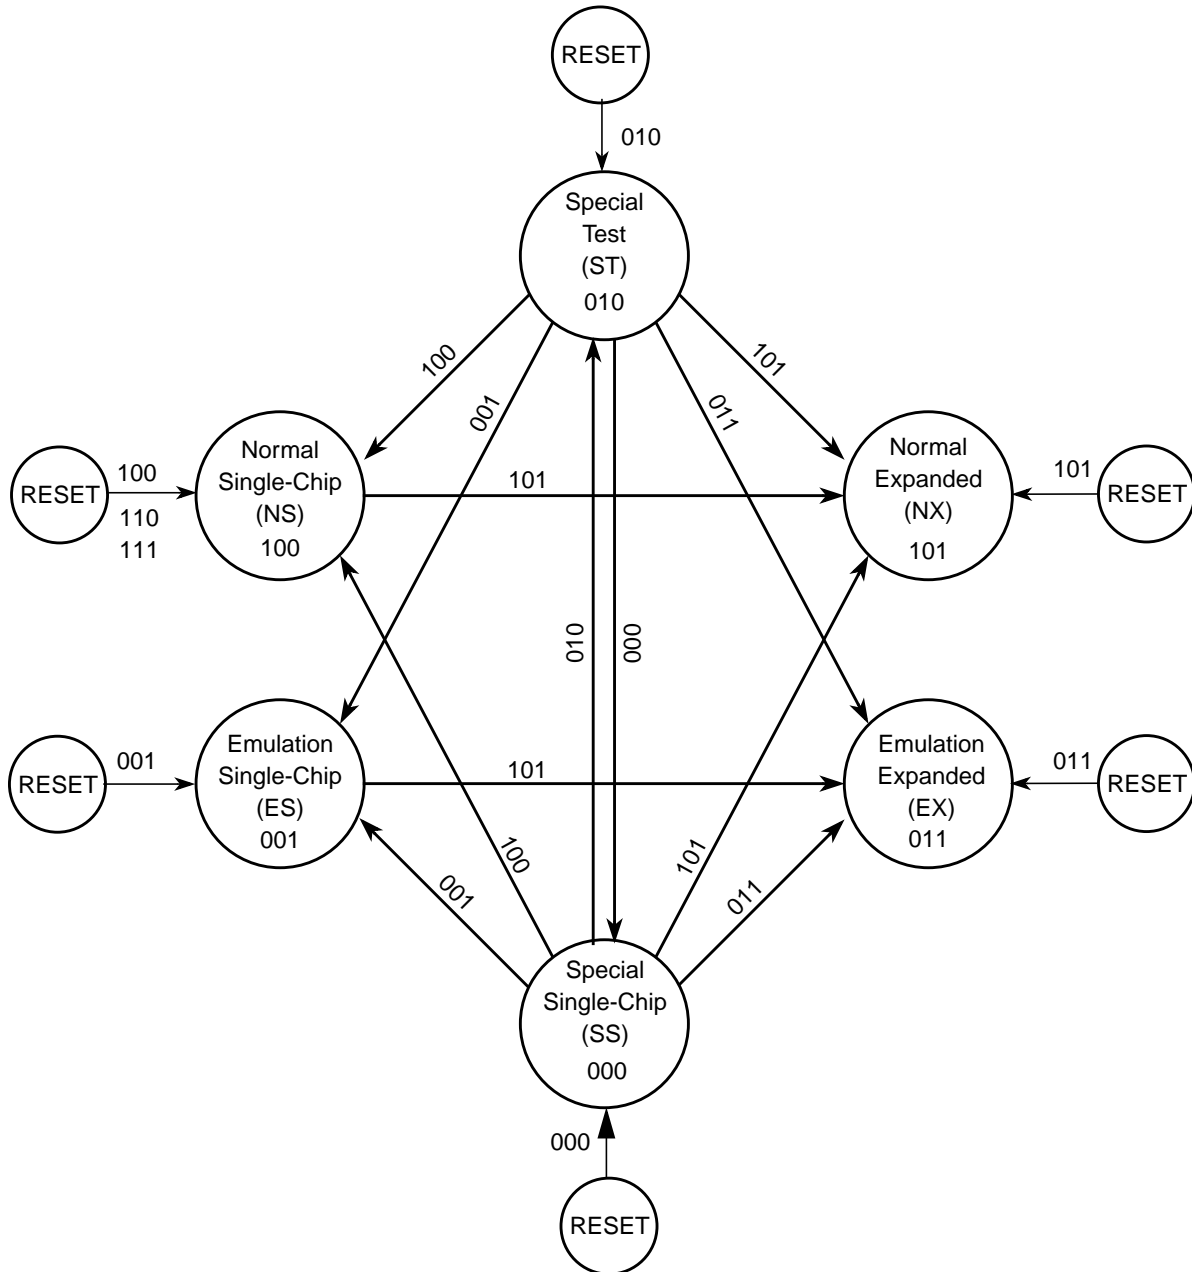 RESET
010
Special
Test
(ST)
010
100
001
101
011
Normal
Single-Chip
(NS)
100
RESET
100
110
111
101
Normal
Expanded
(NX)
101
101
RESET
010
000
Emulation
Single-Chip
(ES)
001
RESET
001
101
Emulation
Expanded
(EX)
011
011
RESET
100
001
101
011
Special
Single-Chip
(SS)
000
000
RESET